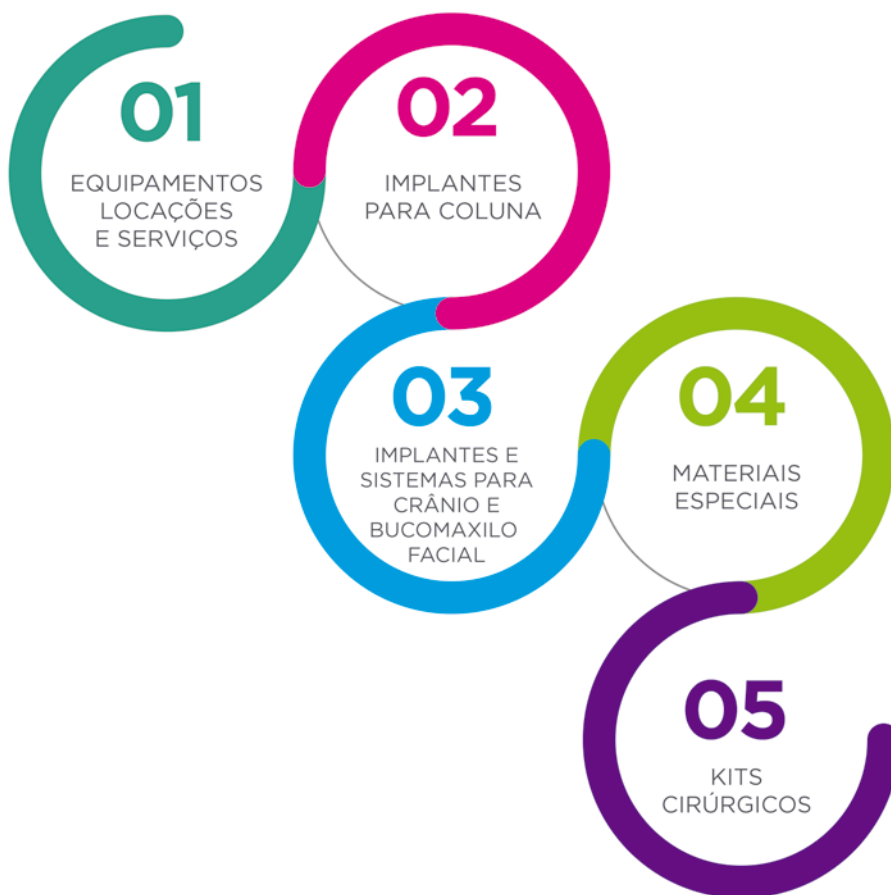 01
EQUIPAMENTOS
LOCAÇÕES
E SERVIÇOS
02
IMPLANTES
PARA COLUNA
03
IMPLANTES E
SISTEMAS PARA
CRÂNIO E
BUCOMAXILO
FACIAL
04
MATERIAIS
ESPECIAIS
05
KITS
CIRÚRGICOS